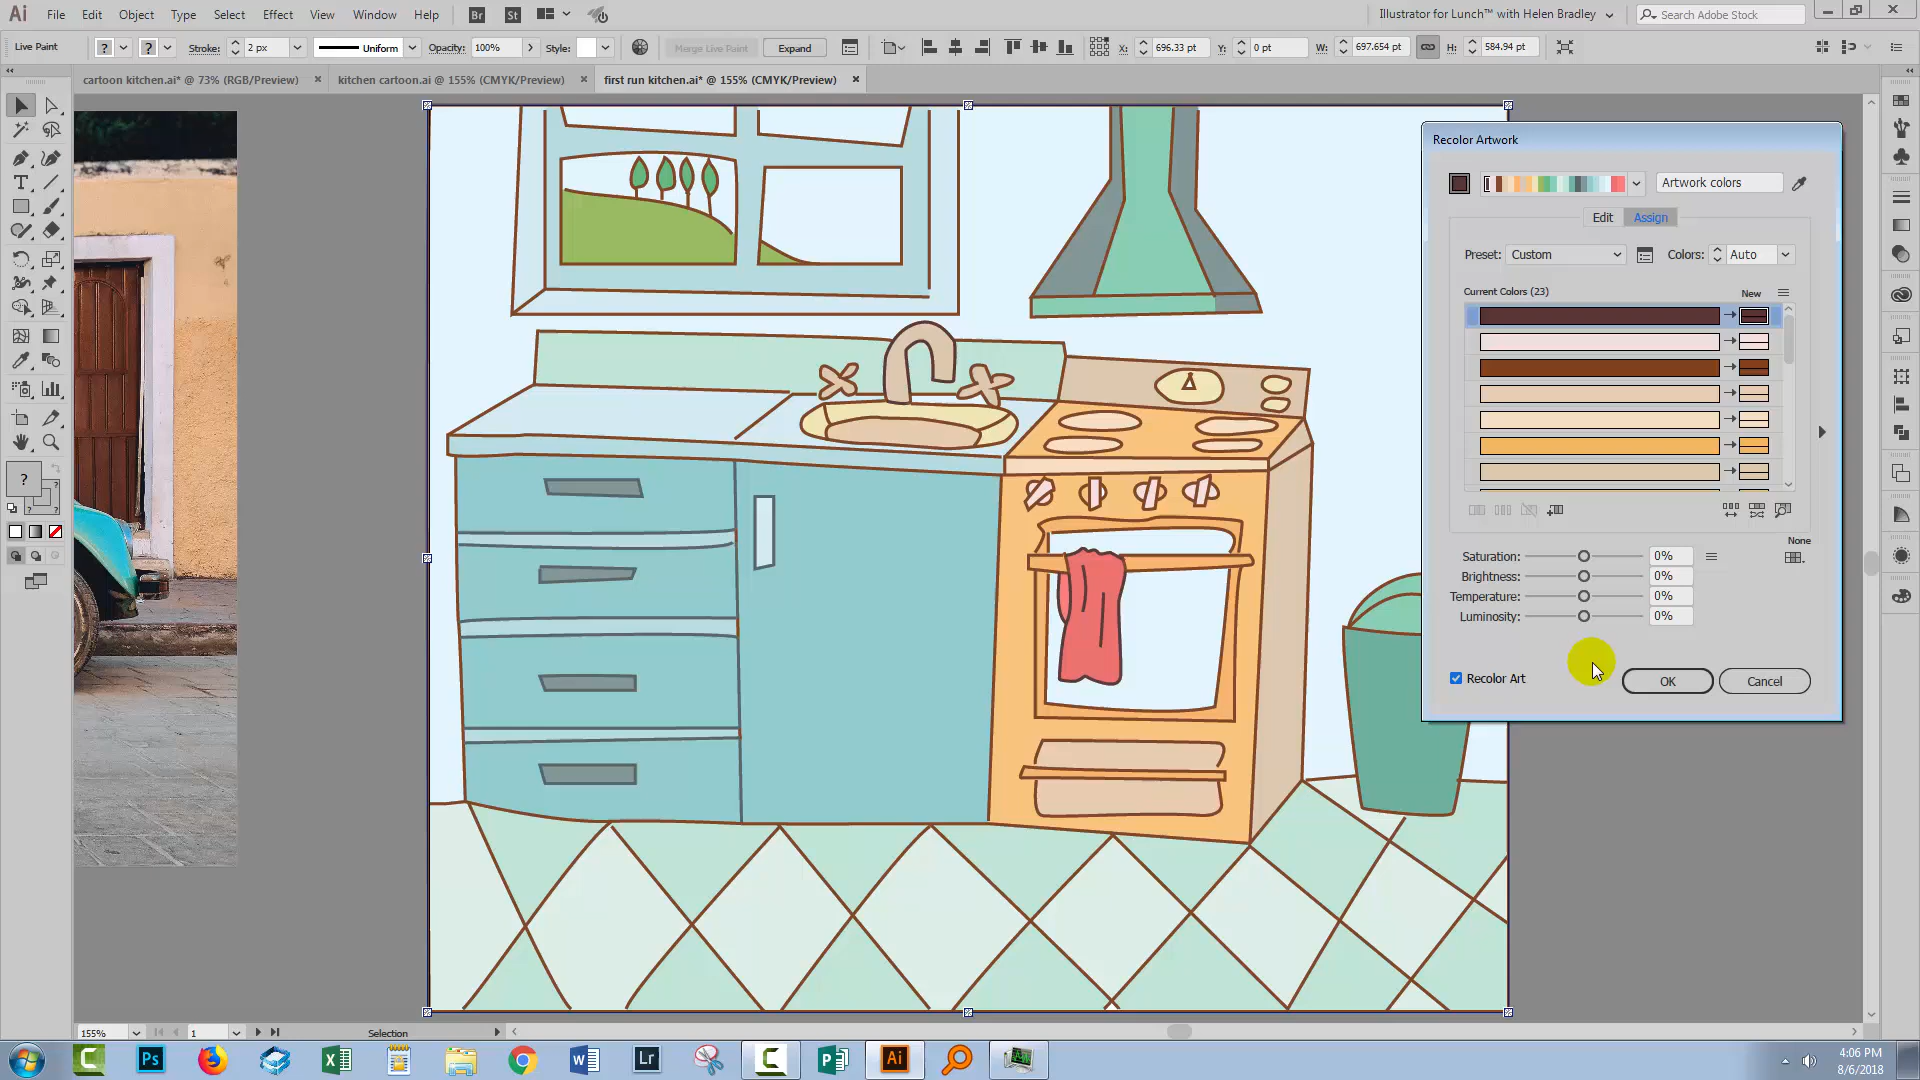 Ai File Edit Object Type Select Effect View Window Help Br St Illustrator for Lunch™ with Helen Bradley Search Adobe Stock
Live Paint ? ? Stroke: 2 px Uniform Opacity: 100% Style: Merge Live Paint Expand X: 696.33 pt Y: 0 pt W: 697.654 pt H: 584.94 pt
cartoon kitchen.ai* @ 73% (RGB/Preview) kitchen cartoon.ai @ 155% (CMYK/Preview) first run kitchen.ai* @ 155% (CMYK/Preview)
Recolor Artwork
Artwork colors
Edit Assign
Preset: Custom Colors: Auto
Current Colors (23) New
None
Saturation: 0%
Brightness: 0%
Temperature: 0%
Luminosity: 0%
Recolor Art OK Cancel
?
155% 1 Selection
Ps Lr Ai
4:06 PM
8/6/2018